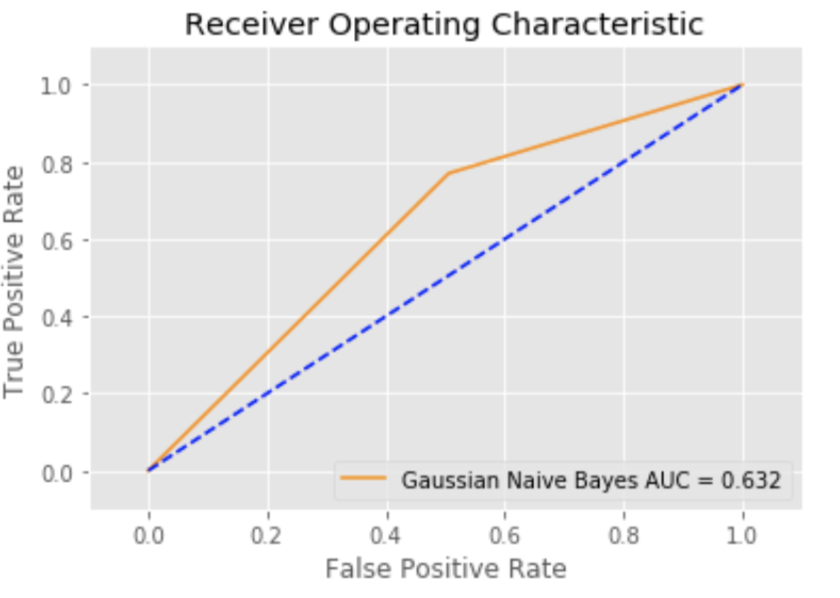 Receiver Operating Characteristic
True Positive Rate
1.0
0.8
0.6
0.4
0.2
0.0
Gaussian Naive Bayes AUC = 0.632
0.0 0.2 0.4 0.6 0.8 1.0
False Positive Rate